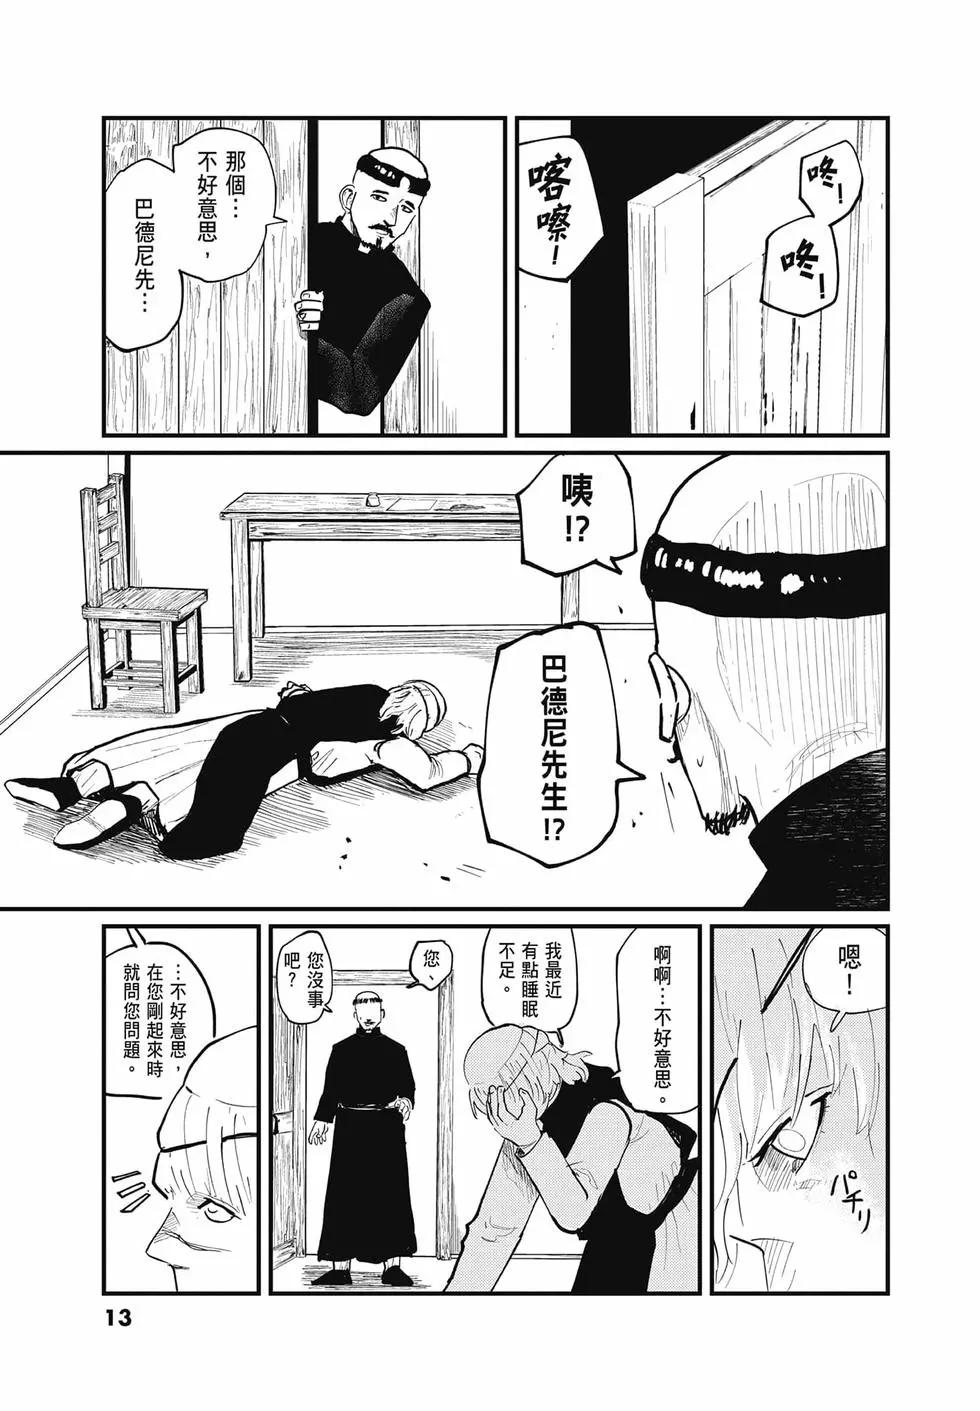 咚!
咚!
喀嚓!
那個…
不好意思，
巴德尼先…
咦!?
巴德尼先生!?
嗯!
パチリ
啊啊…不好意思。
我最近
有點睡眠
不足。
您、
您沒事
吧?
…不好意思，
在您剛起來時
就問您問題。
13